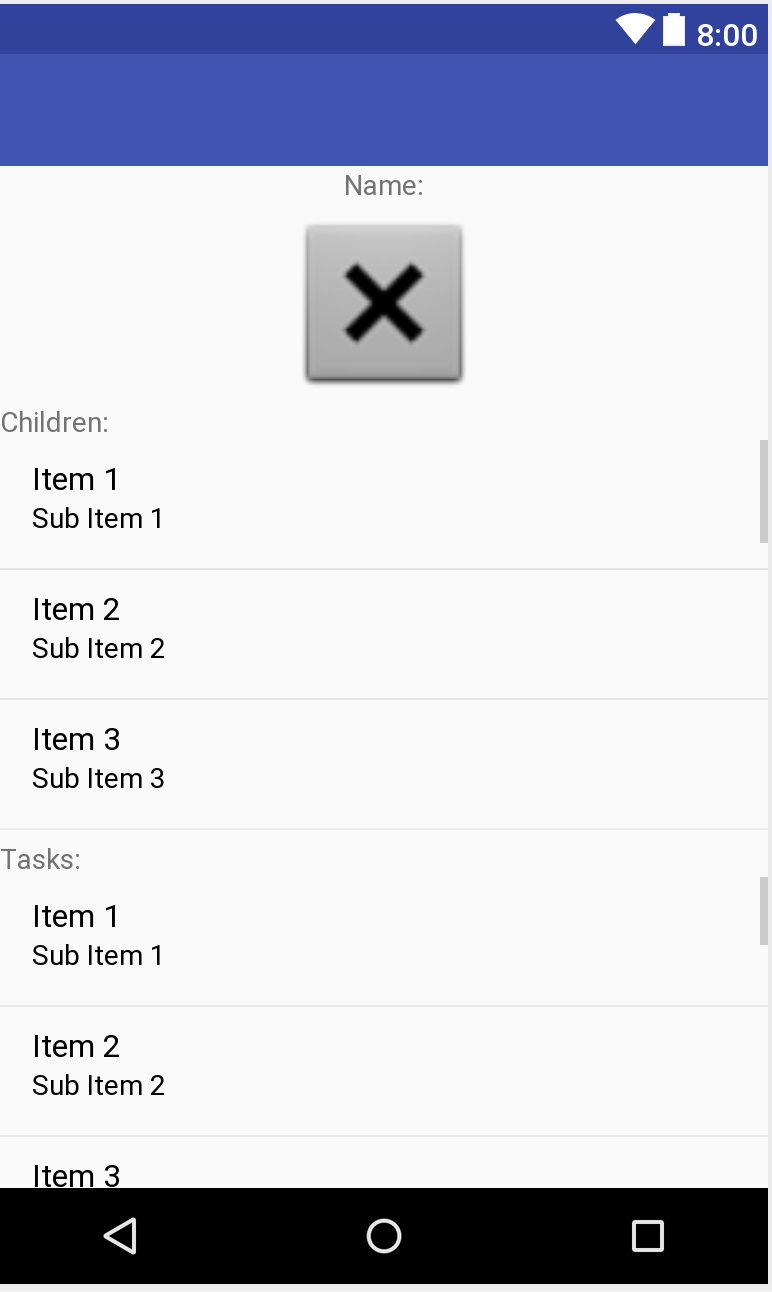 8:00
Name:
Children:
Item 1
Sub Item 1
Item 2
Sub Item 2
Item 3
Sub Item 3
Tasks:
Item 1
Sub Item 1
Item 2
Sub Item 2
Item 3